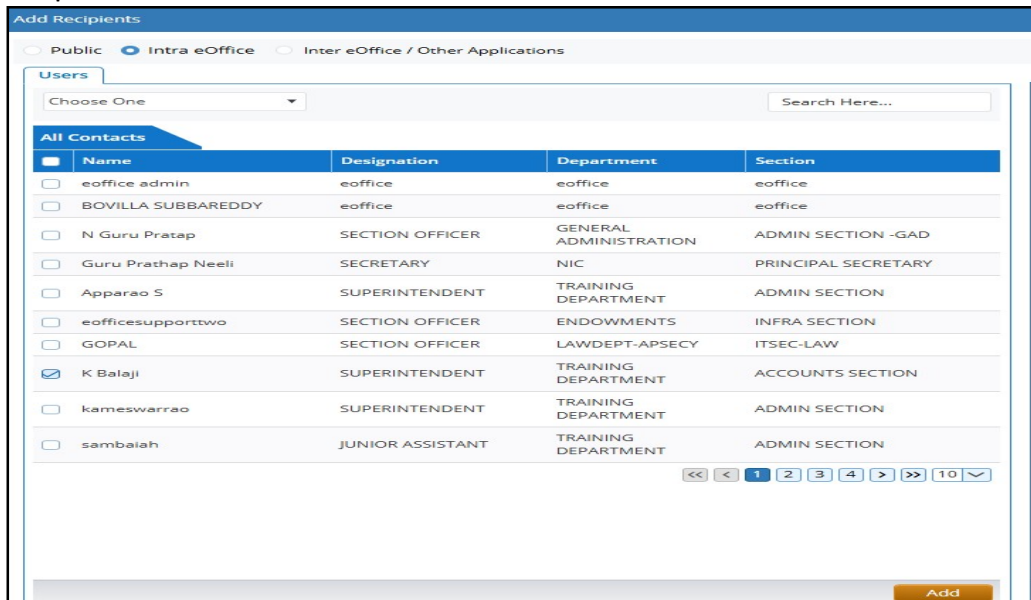 Add Recipients
Public Intra eOffice Inter eOffice / Other Applications
Users
Choose One Search Here...
All Contacts
Name Designation Department Section
eoffice admin eoffice eoffice eoffice
BOVILLA SUBBAREDDY eoffice eoffice eoffice
N Guru Pratap SECTION OFFICER GENERAL ADMINISTRATION ADMIN SECTION -GAD
Guru Prathap Neeli SECRETARY NIC PRINCIPAL SECRETARY
Apparao S SUPERINTENDENT TRAINING DEPARTMENT ADMIN SECTION
eofficesupporttwo SECTION OFFICER ENDOWMENTS INFRA SECTION
GOPAL SECTION OFFICER LAWDEPT-APSECY ITSEC-LAW
K Balaji SUPERINTENDENT TRAINING DEPARTMENT ACCOUNTS SECTION
kameswarrao SUPERINTENDENT TRAINING DEPARTMENT ADMIN SECTION
sambaiah JUNIOR ASSISTANT TRAINING DEPARTMENT ADMIN SECTION
<< < 1 2 3 4 > >> 10
Add